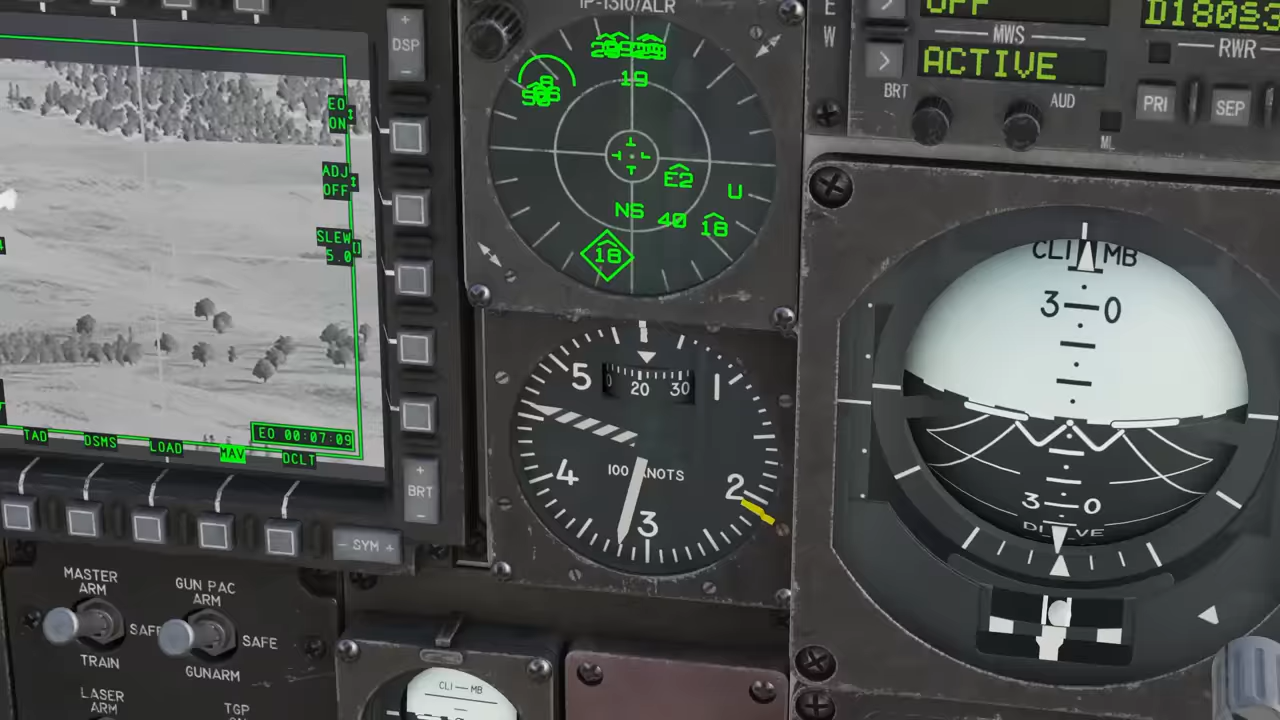 IP-1310/ALR
DSP
EO
ON
ADJ
OFF
SLEW
5.0
EO 00:07:09
TAD
DSMS
LOAD
MAV
DCLT
BRT
SYM
19
E2
U
NS
40
18
18
E
W
OFF
MWS
ACTIVE
BRT
AUD
ML
RWR
PRI
SEP
CLIMB
3 0
3 0
DIVE
5
20
30
1
4
2
3
100 KNOTS
MASTER
ARM
SAFE
TRAIN
GUN PAC
ARM
SAFE
GUNARM
LASER
ARM
TGP
CLI MB